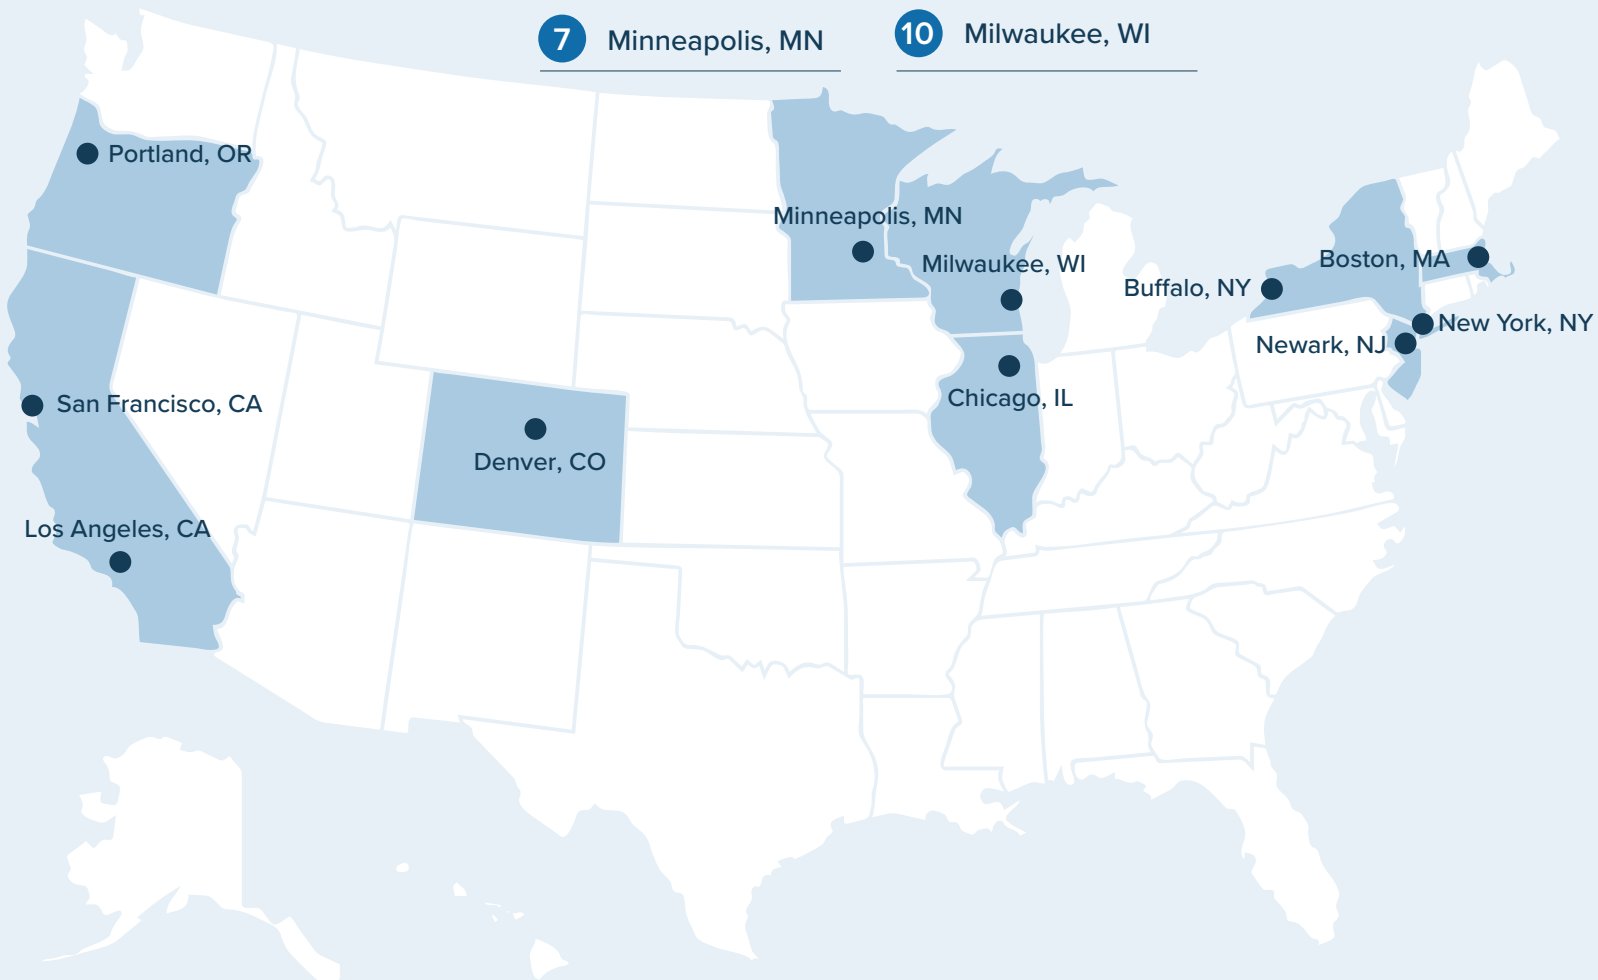 7 Minneapolis, MN
10 Milwaukee, WI
Portland, OR
Minneapolis, MN
Milwaukee, WI
Boston, MA
Buffalo, NY
New York, NY
Newark, NJ
San Francisco, CA
Chicago, IL
Denver, CO
Los Angeles, CA